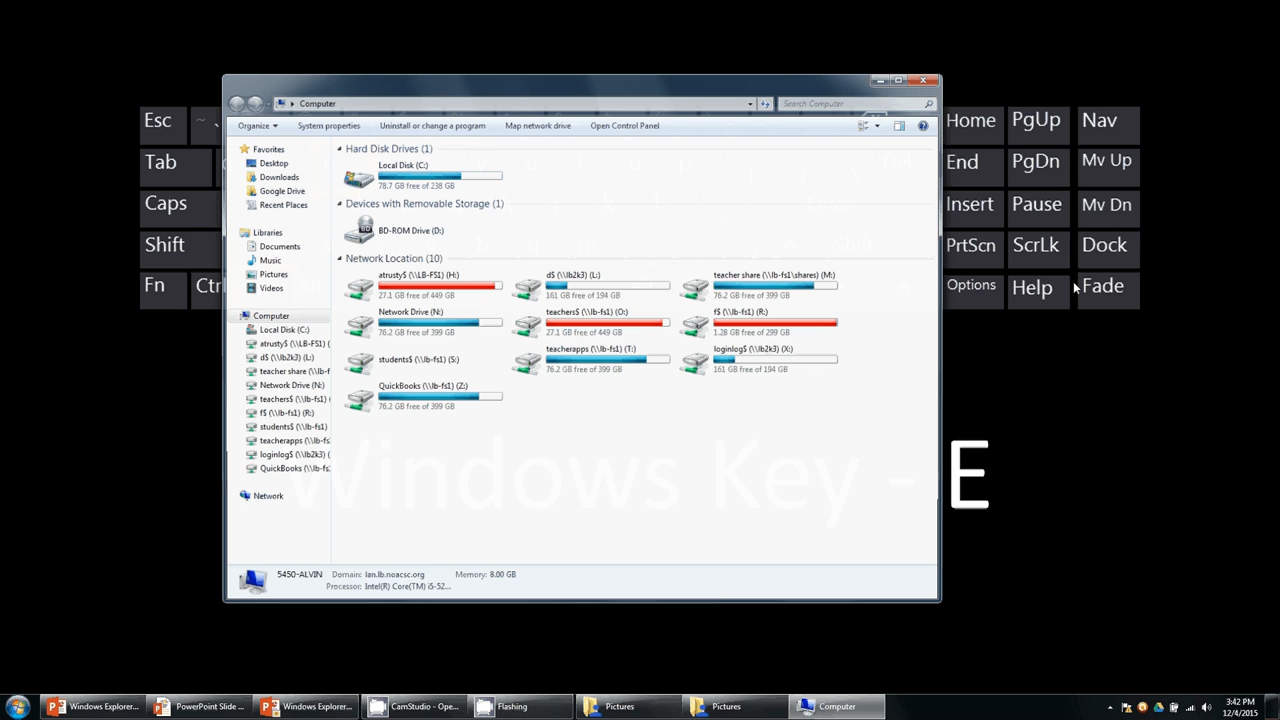 Esc
~ `
Home
PgUp
Nav
Tab
End
PgDn
Mv Up
Caps
Insert
Pause
Mv Dn
Shift
PrtScn
ScrLk
Dock
Fn
Ctr
Options
Help
Fade
Computer
Search Computer
Organize
System properties
Uninstall or change a program
Map network drive
Open Control Panel
Favorites
Desktop
Downloads
Google Drive
Recent Places
Libraries
Documents
Music
Pictures
Videos
Computer
Local Disk (C:)
atrusty$ (\\LB-FS1) (
d$ (\\lb2k3) (L:)
teacher share (\\lb-f
Network Drive (N:)
teachers$ (\\lb-fs1)
f$ (\\lb-fs1) (R:)
students$ (\\lb-fs1)
teacherapps (\\lb-fs
loginlog$ (\\lb2k3) (
QuickBooks (\\lb-fs
Network
Hard Disk Drives (1)
Local Disk (C:)
78.7 GB free of 238 GB
Devices with Removable Storage (1)
BD-ROM Drive (D:)
Network Location (10)
atrusty$ (\\LB-FS1) (H:)
27.1 GB free of 449 GB
d$ (\\lb2k3) (L:)
161 GB free of 194 GB
teacher share (\\lb-fs1\shares) (M:)
76.2 GB free of 399 GB
Network Drive (N:)
76.2 GB free of 399 GB
teachers$ (\\lb-fs1) (O:)
27.1 GB free of 449 GB
f$ (\\lb-fs1) (R:)
1.28 GB free of 299 GB
students$ (\\lb-fs1) (S:)
teacherapps (\\lb-fs1) (T:)
76.2 GB free of 399 GB
loginlog$ (\\lb2k3) (X:)
161 GB free of 194 GB
QuickBooks (\\lb-fs1) (Z:)
76.2 GB free of 399 GB
Windows Key - E
5450-ALVIN
Domain: lan.lb.noacsc.org
Memory: 8.00 GB
Processor: Intel(R) Core(TM) i5-52...
Windows Explorer...
PowerPoint Slide ...
Windows Explorer...
CamStudio - Ope...
Flashing
Pictures
Pictures
Computer
3:42 PM
12/4/2015